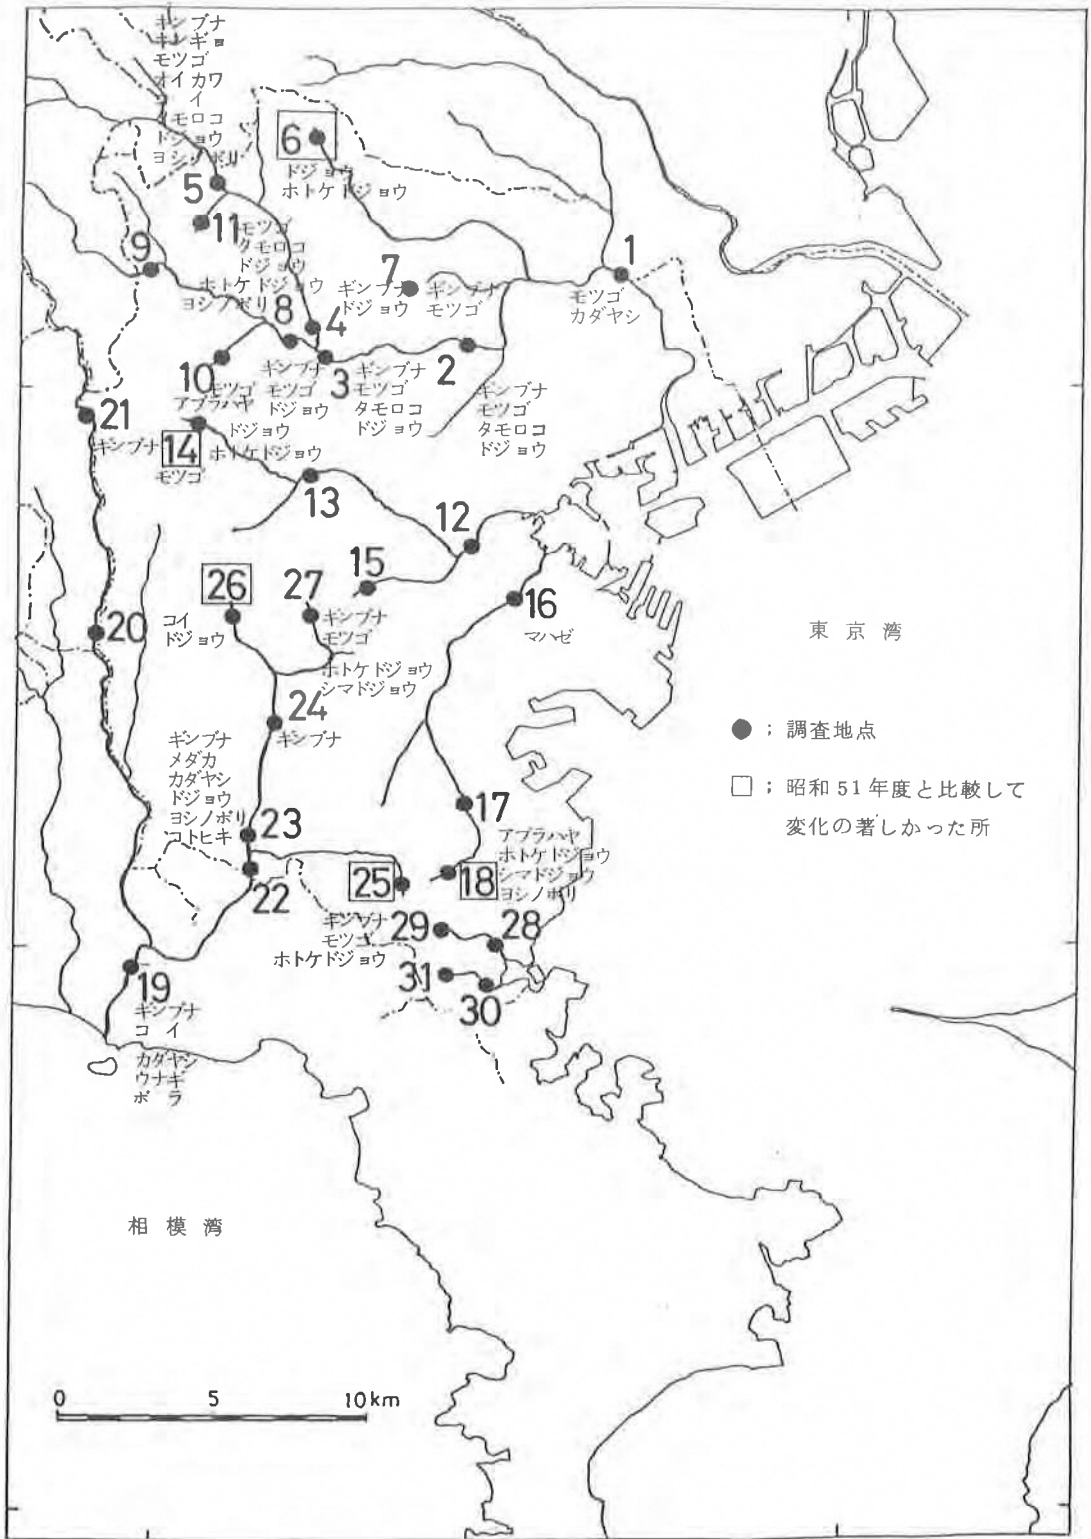 キンブナ
キンギョ
モツゴ
オイカワ
イ
タモロコ
ドジョウ
ヨシノボリ
5
6
ドジョウ
ホトケドジョウ
11
モツゴ
タモロコ
ドジョウ
ホトケドジョウ
ヨシノボリ
9
7
ギンブナ
ドジョウ
ギンブナ
モツゴ
1
モツゴ
カダヤシ
8
4
10
モツゴ
アブラハヤ
ギンブナ
モツゴ
ドジョウ
3
ギンブナ
モツゴ
タモロコ
ドジョウ
2
ギンブナ
モツゴ
タモロコ
ドジョウ
21
ギンブナ
14
モツゴ
ドジョウ
ホトケドジョウ
13
12
15
16
マハゼ
26
コイ
ドジョウ
27
ギンブナ
モツゴ
ホトケドジョウ
シマドジョウ
20
24
ギンブナ
東京湾
●；調査地点
□；昭和51年度と比較して
変化の著しかった所
ギンブナ
メダカ
カダヤシ
ドジョウ
ヨシノボリ
コトヒキ
23
22
17
アブラハヤ
ホトケドジョウ
シマドジョウ
ヨシノボリ
18
25
ギンブナ
モツゴ
ホトケドジョウ
29
28
31
30
19
ギンブナ
コイ
カダヤシ
ウナギ
ボラ
相模湾
0 5 10km